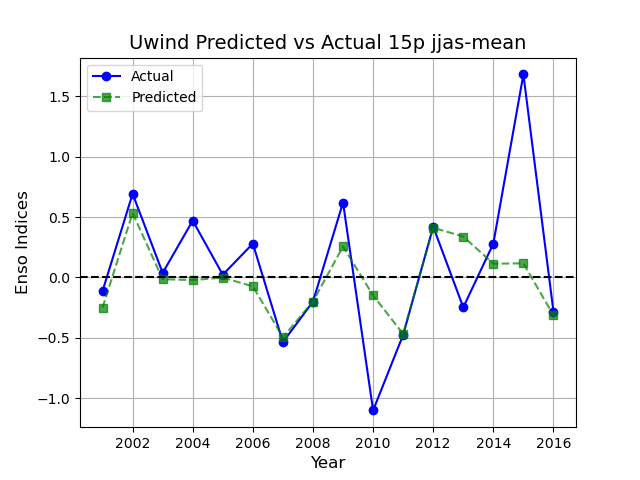 Uwind Predicted vs Actual 15p jjas-mean
Actual
Predicted
1.5
1.0
0.5
0.0
−0.5
−1.0
Enso Indices
2002 2004 2006 2008 2010 2012 2014 2016
Year